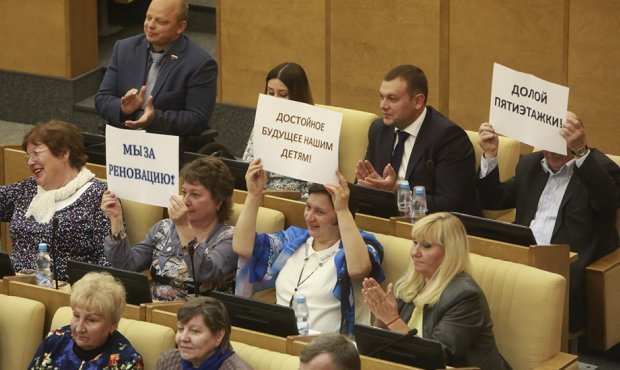 МЫ ЗА
РЕНОВАЦИЮ!
ДОСТОЙНОЕ
БУДУЩЕЕ НАШИМ
ДЕТЯМ!
ДОЛОЙ
ПЯТИЭТАЖКИ!